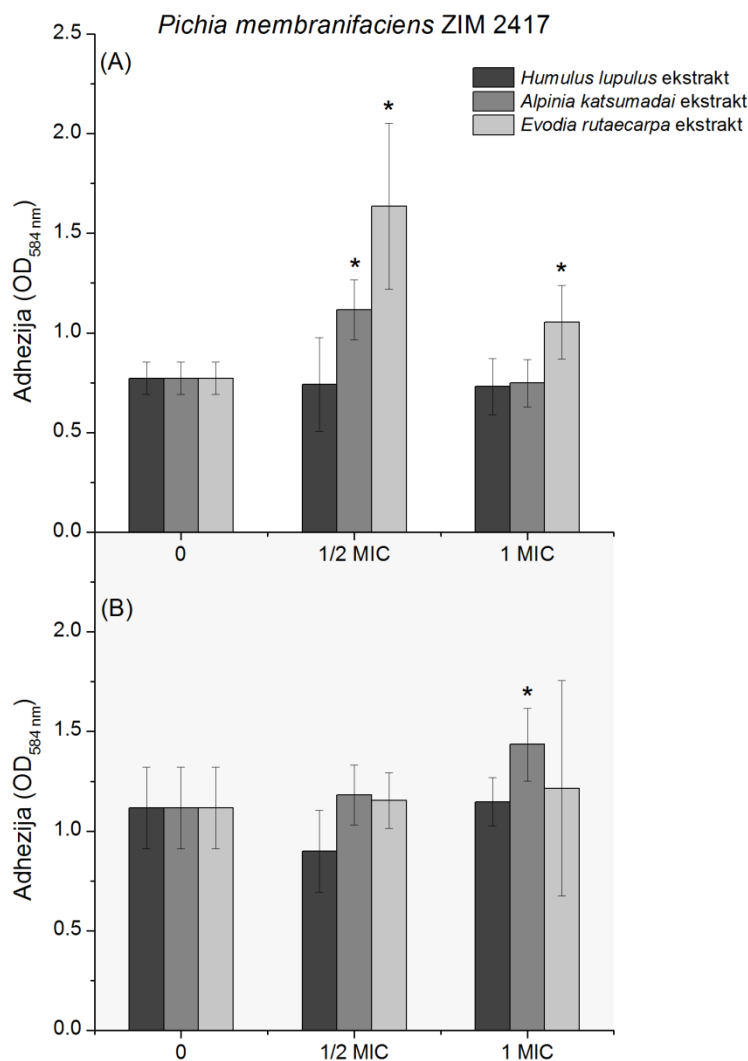 Pichia membranifaciens ZIM 2417
(A)
Humulus lupulus ekstrakt
Alpinia katsumadai ekstrakt
Evodia rutaecarpa ekstrakt
2.5
2.0
1.5
1.0
0.5
0.0
Adhezija (OD584 nm)
*
*
*
0 1/2 MIC 1 MIC
(B)
2.0
1.5
1.0
0.5
0.0
Adhezija (OD584 nm)
*
0 1/2 MIC 1 MIC